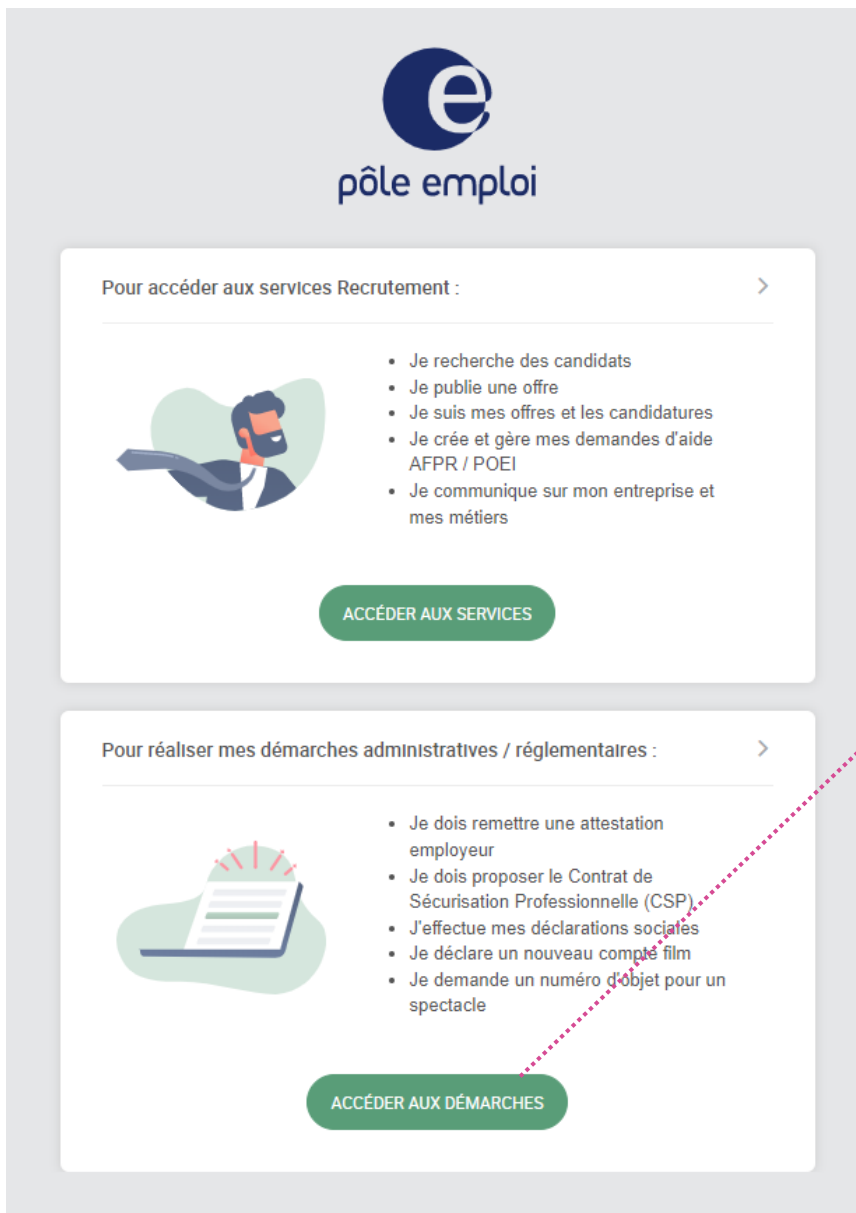 e
pôle emploi
Pour accéder aux services Recrutement :
Je recherche des candidats
Je publie une offre
Je suis mes offres et les candidatures
Je crée et gère mes demandes d'aide
AFPR / POEI
Je communique sur mon entreprise et
mes métiers
ACCÉDER AUX SERVICES
Pour réaliser mes démarches administratives / réglementaires :
Je dois remettre une attestation
employeur
Je dois proposer le Contrat de
Sécurisation Professionnelle (CSP)
J'effectue mes déclarations sociales
Je déclare un nouveau compte film
Je demande un numéro d'objet pour un
spectacle
ACCÉDER AUX DÉMARCHES